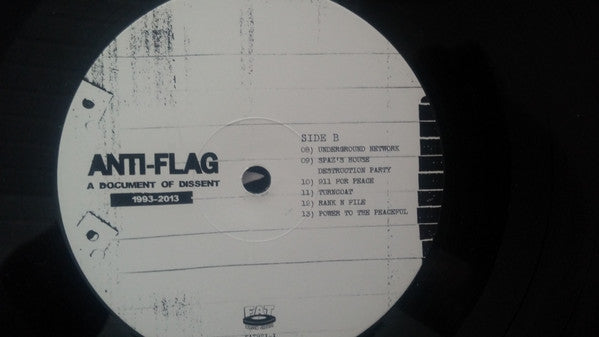 ANTI-FLAG
A DOCUMENT OF DISSENT
1993–2013
SIDE B
08) UNDERGROUND NETWORK
09) SPAZ'S HOUSE
DESTRUCTION PARTY
10) 911 FOR PEACE
11) TURNCOAT
12) RANK N FILE
13) POWER TO THE PEACEFUL
FAT